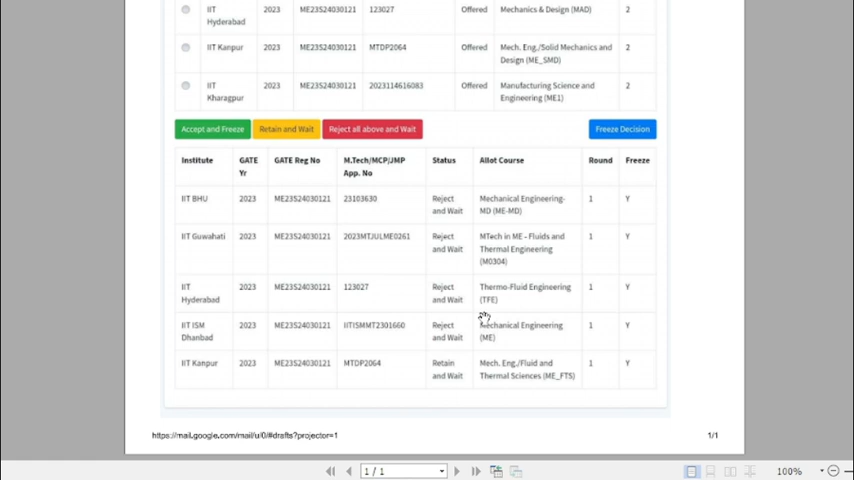 IIT Hyderabad 2023 ME23S24030121 123027 Offered Mechanics & Design (MAD) 2
IIT Kanpur 2023 ME23S24030121 MTDP2064 Offered Mech. Eng./Solid Mechanics and Design (ME_SMD) 2
IIT Kharagpur 2023 ME23S24030121 2023114616083 Offered Manufacturing Science and Engineering (ME1) 2
Accept and Freeze Retain and Wait Reject all above and Wait Freeze Decision
Institute GATE Yr GATE Reg No M.Tech/MCP/JMP App. No Status Allot Course Round Freeze
IIT BHU 2023 ME23S24030121 23103630 Reject and Wait Mechanical Engineering-MD (ME-MD) 1 Y
IIT Guwahati 2023 ME23S24030121 2023MTJULME0261 Reject and Wait MTech in ME - Fluids and Thermal Engineering (M0304) 1 Y
IIT Hyderabad 2023 ME23S24030121 123027 Reject and Wait Thermo-Fluid Engineering (TFE) 1 Y
IIT ISM Dhanbad 2023 ME23S24030121 IITISMMT2301660 Reject and Wait Mechanical Engineering (ME) 1 Y
IIT Kanpur 2023 ME23S24030121 MTDP2064 Retain and Wait Mech. Eng./Fluid and Thermal Sciences (ME_FTS) 1 Y
https://mail.google.com/mail/u/0/#drafts?projector=1 1/1
1 / 1 100%